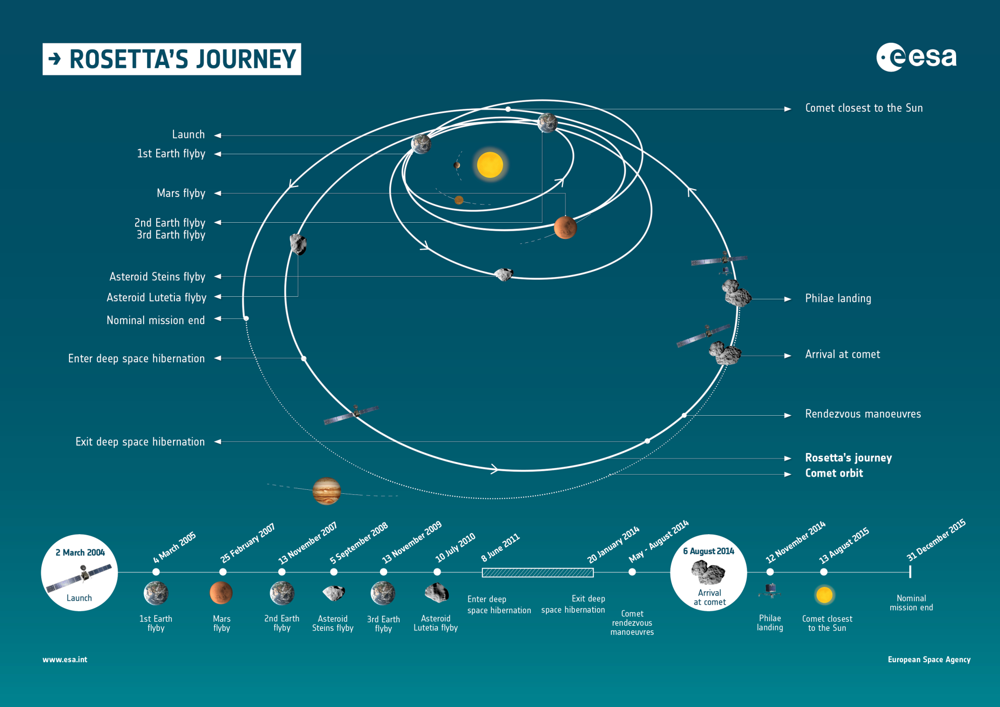 → ROSETTA'S JOURNEY
esa
Comet closest to the Sun
Launch
1st Earth flyby
Mars flyby
2nd Earth flyby
3rd Earth flyby
Asteroid Steins flyby
Asteroid Lutetia flyby
Nominal mission end
Enter deep space hibernation
Exit deep space hibernation
Philae landing
Arrival at comet
Rendezvous manoeuvres
Rosetta's journey
Comet orbit
2 March 2004
Launch
4 March 2005
1st Earth
flyby
25 February 2007
Mars
flyby
13 November 2007
2nd Earth
flyby
5 September 2008
Asteroid
Steins flyby
13 November 2009
3rd Earth
flyby
10 July 2010
Asteroid
Lutetia flyby
8 June 2011
Enter deep
space hibernation
20 January 2014
Exit deep
space hibernation
May - August 2014
Comet
rendezvous
manoeuvres
6 August 2014
Arrival
at comet
12 November 2014
Philae
landing
13 August 2015
Comet closest
to the Sun
31 December 2015
Nominal
mission end
www.esa.int
European Space Agency